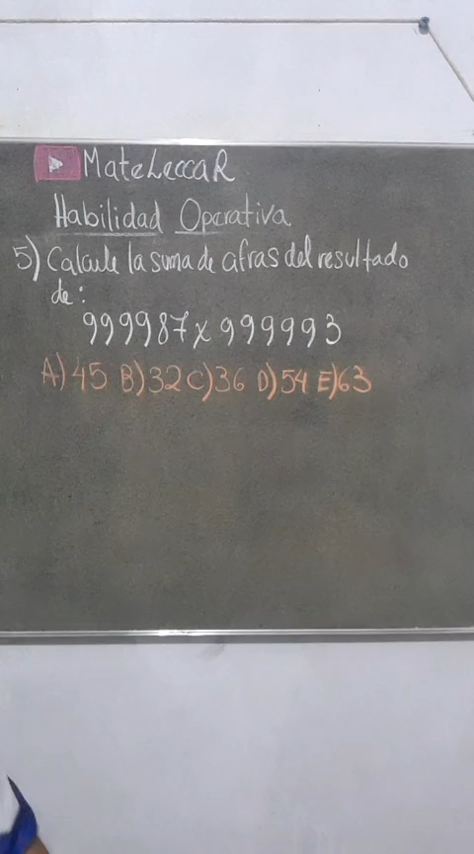 MateLeccaR
Habilidad Operativa
5) Calcule la suma de cifras del resultado
de:
999987 x 999993
A) 45 B) 32 C) 36 D) 54 E) 63